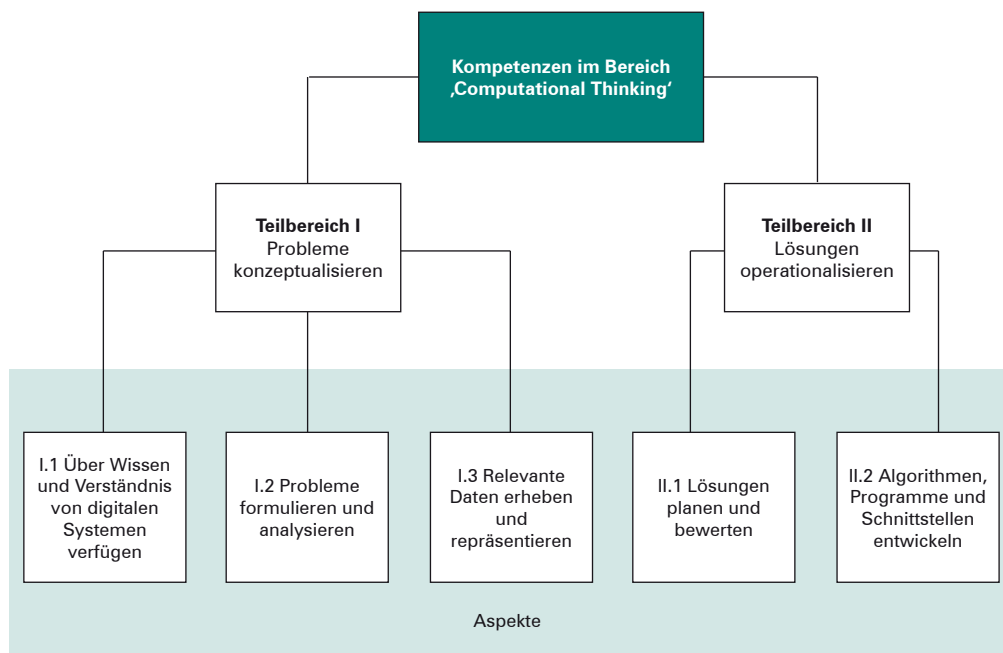 Kompetenzen im Bereich
‚Computational Thinking‘
Teilbereich I
Probleme
konzeptualisieren
Teilbereich II
Lösungen
operationalisieren
I.1 Über Wissen
und Verständnis
von digitalen
Systemen
verfügen
I.2 Probleme
formulieren und
analysieren
I.3 Relevante
Daten erheben
und
repräsentieren
II.1 Lösungen
planen und
bewerten
II.2 Algorithmen,
Programme und
Schnittstellen
entwickeln
Aspekte